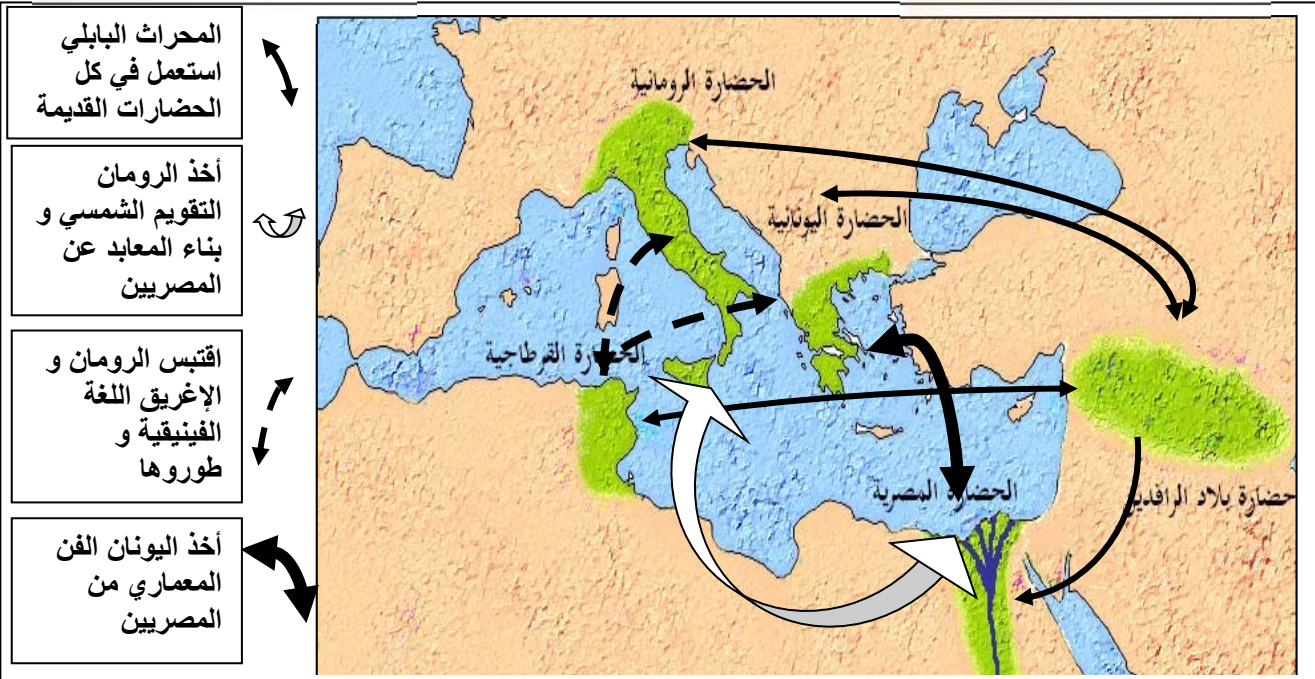 المحراث البابلي
استعمل في كل
الحضارات القديمة
أخذ الرومان
التقويم الشمسي و
بناء المعابد عن
المصريين
اقتبس الرومان و
الإغريق اللغة
الفينيقية و
طوروها
أخذ اليونان الفن
المعماري من
المصريين
الحضارة الرومانية
الحضارة اليونانية
الحضارة القرطاجية
الحضارة المصرية
حضارة بلاد الرافدين